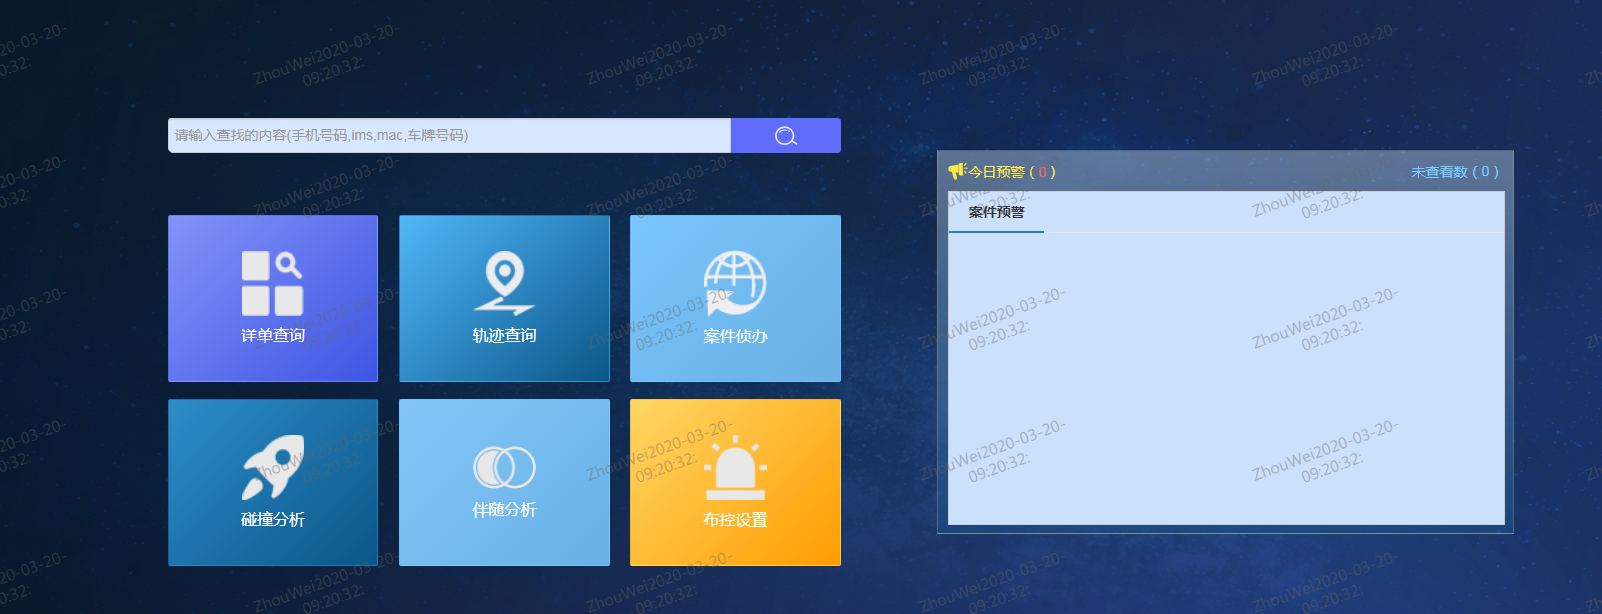 请输入查找的内容(手机号码,ims,mac,车牌号码)
今日预警 ( 0 )
未查看数 ( 0 )
案件预警
详单查询
轨迹查询
案件侦办
碰撞分析
伴随分析
布控设置
ZhouWei2020-03-20-
09:20:32: